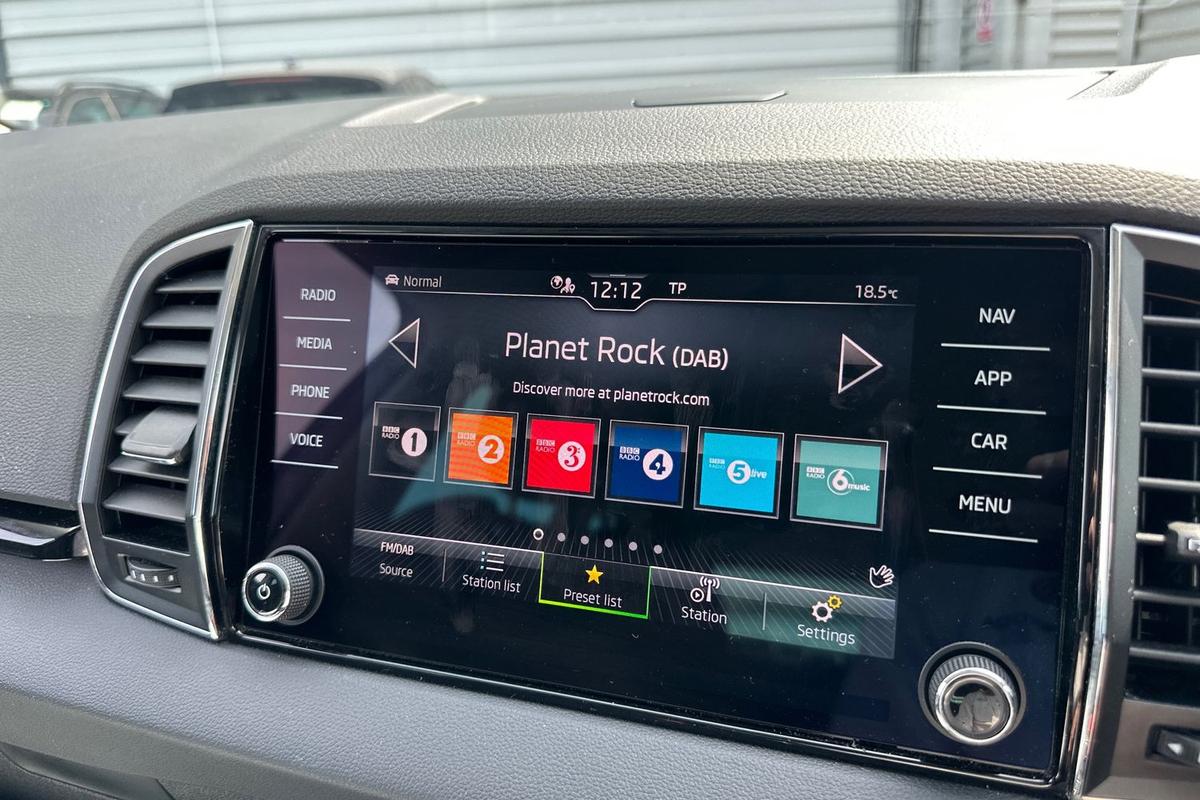 Normal 12:12 TP 18.5°C
RADIO
MEDIA
PHONE
VOICE
Planet Rock (DAB)
Discover more at planetrock.com
BBC RADIO 1
BBC RADIO 2
BBC RADIO 3
BBC RADIO 4
BBC RADIO 5 live
BBC RADIO 6 music
FM/DAB
Source
Station list
Preset list
Station
Settings
NAV
APP
CAR
MENU